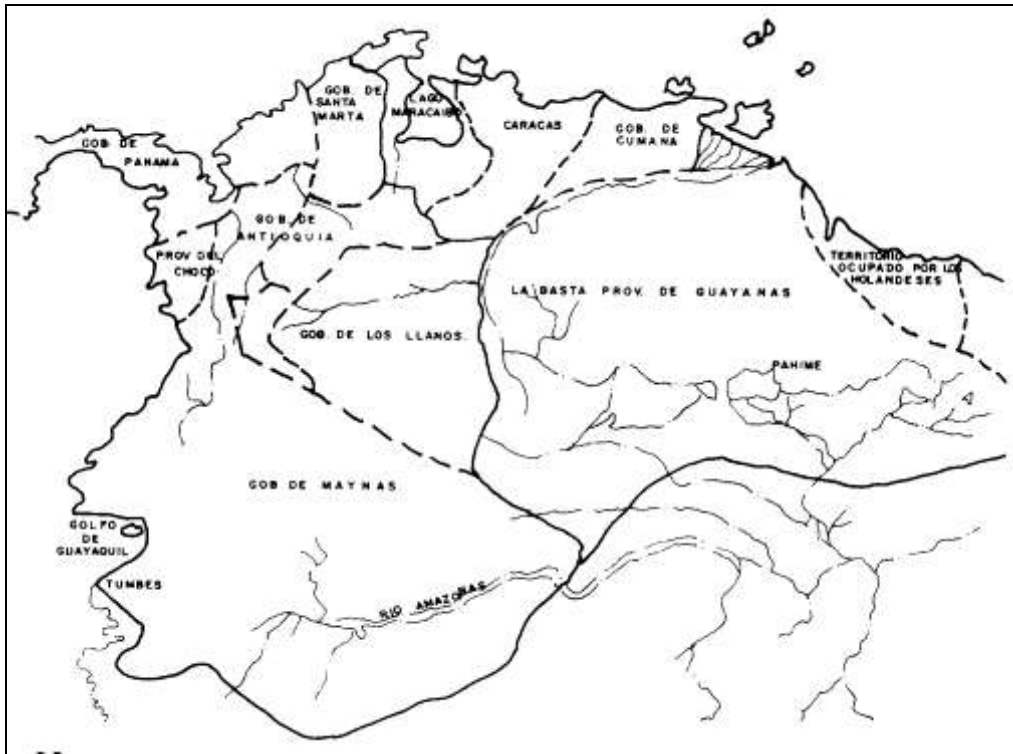 GOB. DE
SANTA
MARTA
LAGO
MARACAIBO
CARACAS
GOB. DE
CUMANA
GOB. DE
PANAMA
GOB. DE
ANTIOQUIA
PROV. DEL
CHOCO
TERRITORIO
OCUPADO POR LOS
HOLANDESES
LA BASTA PROV. DE GUAYANAS
GOB. DE LOS LLANOS.
PAHIME
GOB DE MAYNAS
GOLFO
DE
GUAYAQUIL
TUMBES
RIO AMAZONAS